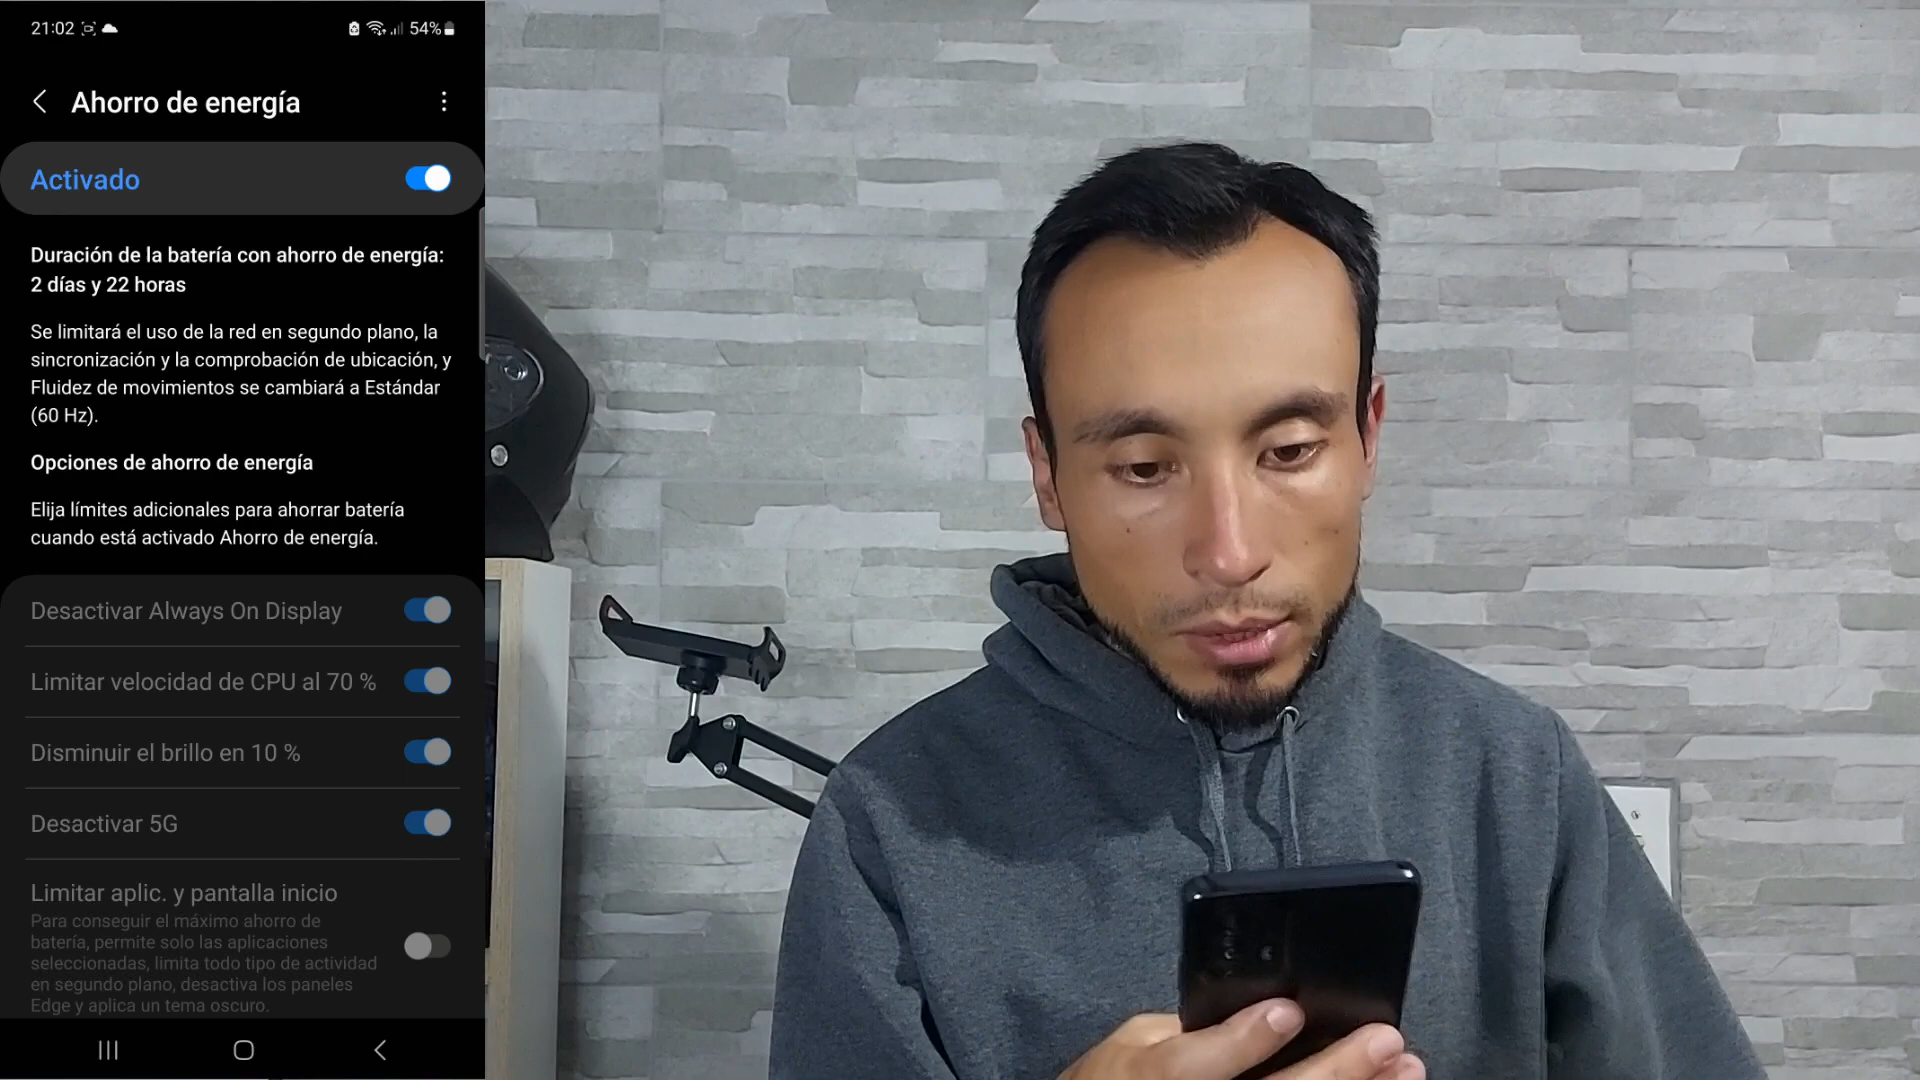 21:02
54%
Ahorro de energía
Activado
Duración de la batería con ahorro de energía:
2 días y 22 horas
Se limitará el uso de la red en segundo plano, la
sincronización y la comprobación de ubicación, y
Fluidez de movimientos se cambiará a Estándar
(60 Hz).
Opciones de ahorro de energía
Elija límites adicionales para ahorrar batería
cuando está activado Ahorro de energía.
Desactivar Always On Display
Limitar velocidad de CPU al 70 %
Disminuir el brillo en 10 %
Desactivar 5G
Limitar aplic. y pantalla inicio
Para conseguir el máximo ahorro de
batería, permite solo las aplicaciones
seleccionadas, limita todo tipo de actividad
en segundo plano, desactiva los paneles
Edge y aplica un tema oscuro.